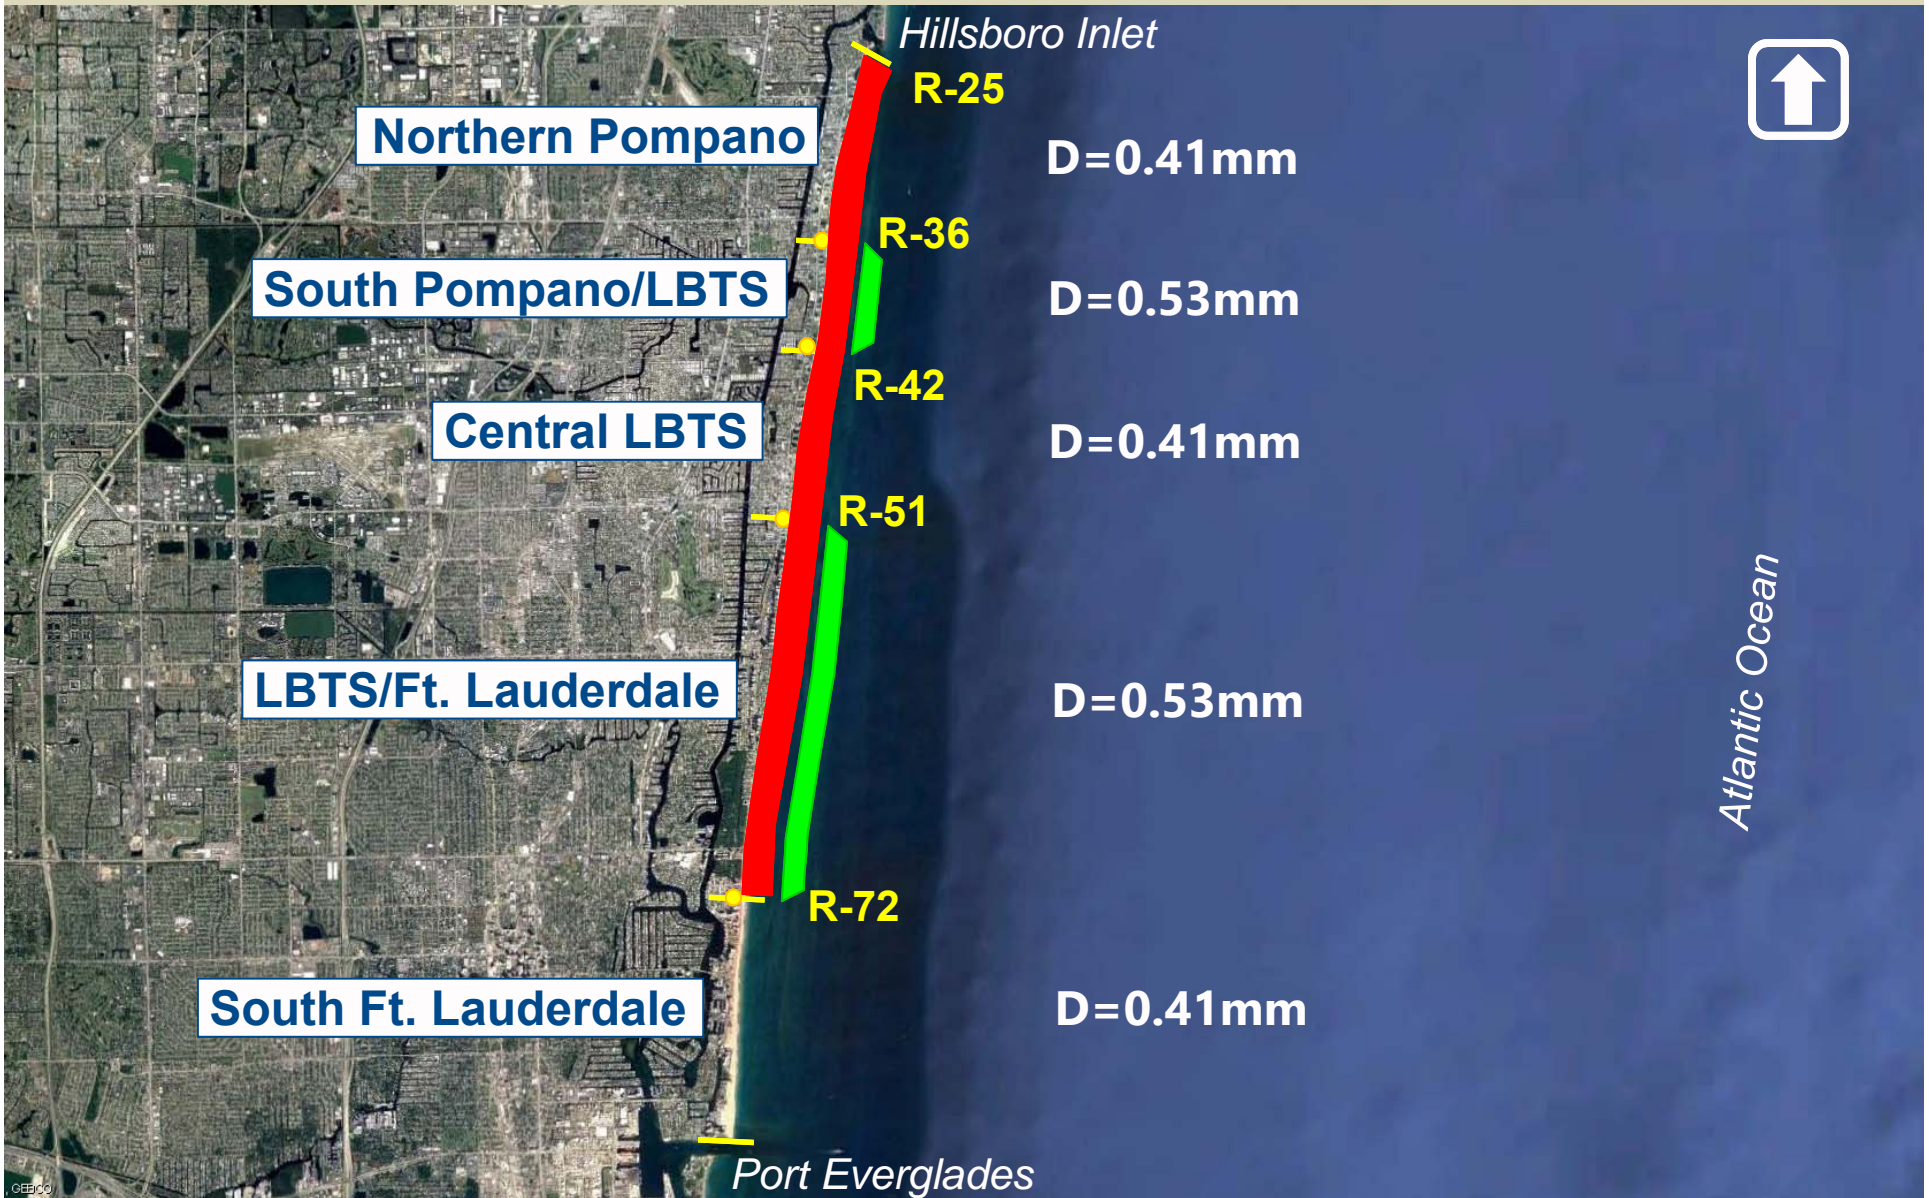 Hillsboro Inlet
R-25
Northern Pompano
D=0.41mm
R-36
South Pompano/LBTS
D=0.53mm
R-42
Central LBTS
D=0.41mm
R-51
LBTS/Ft. Lauderdale
D=0.53mm
Atlantic Ocean
R-72
South Ft. Lauderdale
D=0.41mm
Port Everglades